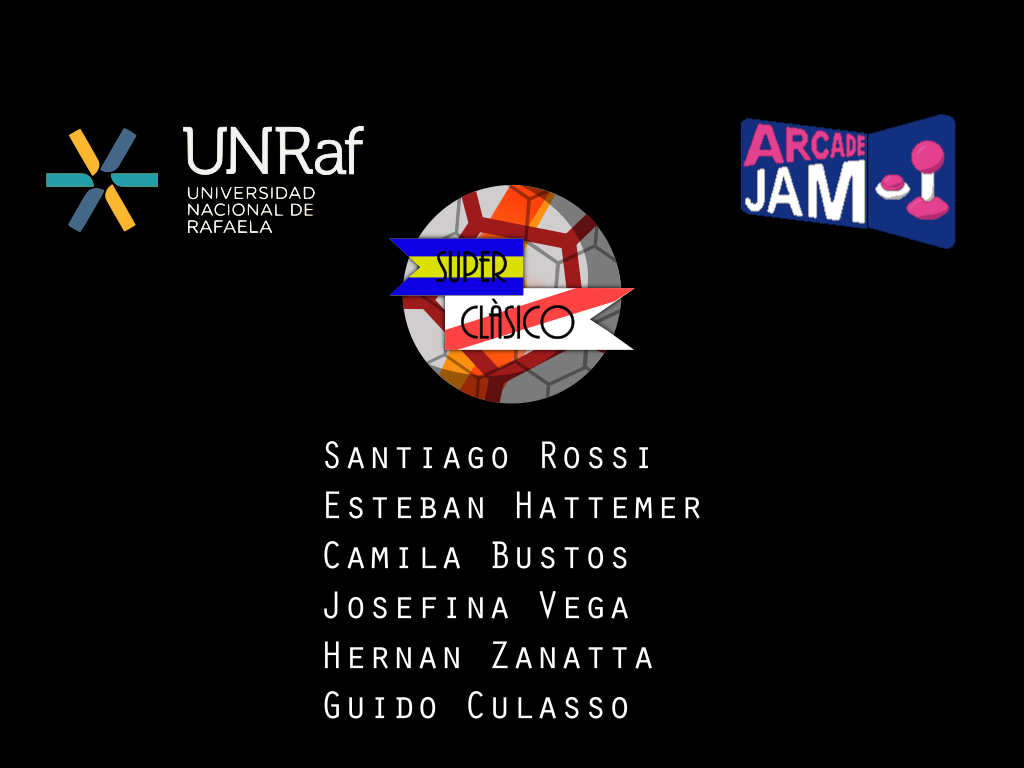 UNRaf
UNIVERSIDAD
NACIONAL DE
RAFAELA
ARCADE
JAM
SUPER
CLÀSICO
SANTIAGO ROSSI
ESTEBAN HATTEMER
CAMILA BUSTOS
JOSEFINA VEGA
HERNAN ZANATTA
GUIDO CULASSO